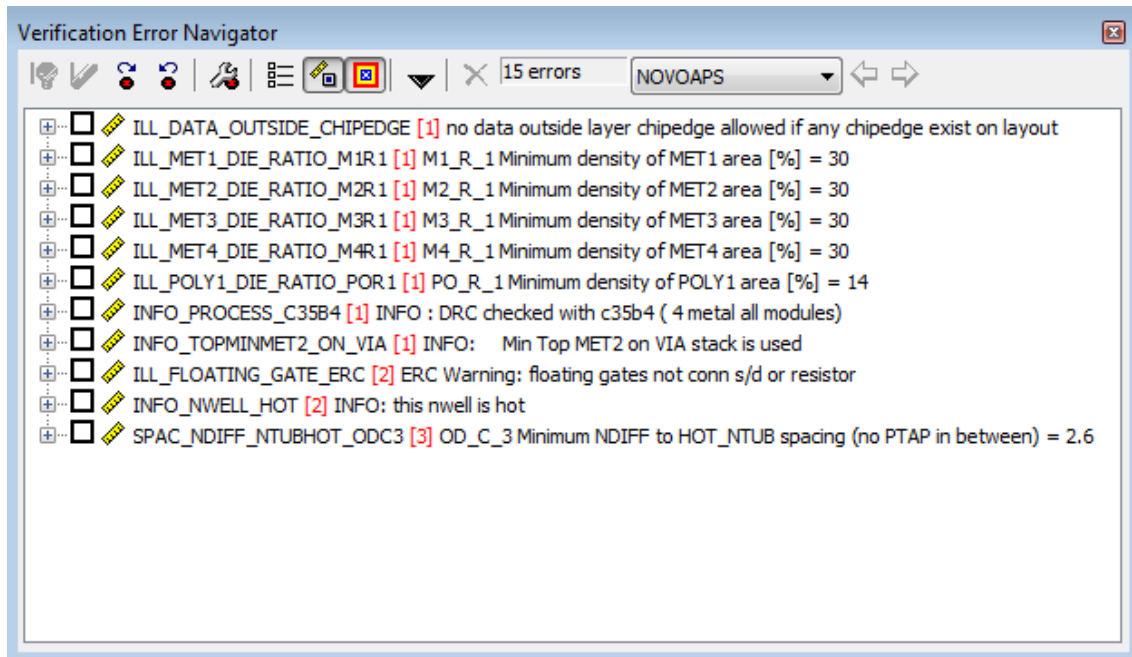 Verification Error Navigator
15 errors NOVOAPS
ILL_DATA_OUTSIDE_CHIPEDGE [1] no data outside layer chipedge allowed if any chipedge exist on layout
ILL_MET1_DIE_RATIO_M1R1 [1] M1_R_1 Minimum density of MET1 area [%] = 30
ILL_MET2_DIE_RATIO_M2R1 [1] M2_R_1 Minimum density of MET2 area [%] = 30
ILL_MET3_DIE_RATIO_M3R1 [1] M3_R_1 Minimum density of MET3 area [%] = 30
ILL_MET4_DIE_RATIO_M4R1 [1] M4_R_1 Minimum density of MET4 area [%] = 30
ILL_POLY1_DIE_RATIO_POR1 [1] PO_R_1 Minimum density of POLY1 area [%] = 14
INFO_PROCESS_C35B4 [1] INFO : DRC checked with c35b4 ( 4 metal all modules)
INFO_TOPMINMET2_ON_VIA [1] INFO: Min Top MET2 on VIA stack is used
ILL_FLOATING_GATE_ERC [2] ERC Warning: floating gates not conn s/d or resistor
INFO_NWELL_HOT [2] INFO: this nwell is hot
SPAC_NDIFF_NTUBHOT_ODC3 [3] OD_C_3 Minimum NDIFF to HOT_NTUB spacing (no PTAP in between) = 2.6